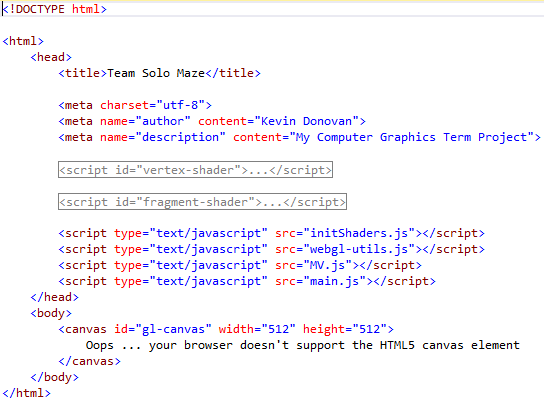 <!DOCTYPE html>
<html>
<head>
<title>Team Solo Maze</title>
<meta charset="utf-8">
<meta name="author" content="Kevin Donovan">
<meta name="description" content="My Computer Graphics Term Project">
<script id="vertex-shader">...</script>
<script id="fragment-shader">...</script>
<script type="text/javascript" src="initShaders.js"></script>
<script type="text/javascript" src="webgl-utils.js"></script>
<script type="text/javascript" src="MV.js"></script>
<script type="text/javascript" src="main.js"></script>
</head>
<body>
<canvas id="gl-canvas" width="512" height="512">
Oops ... your browser doesn't support the HTML5 canvas element
</canvas>
</body>
</html>